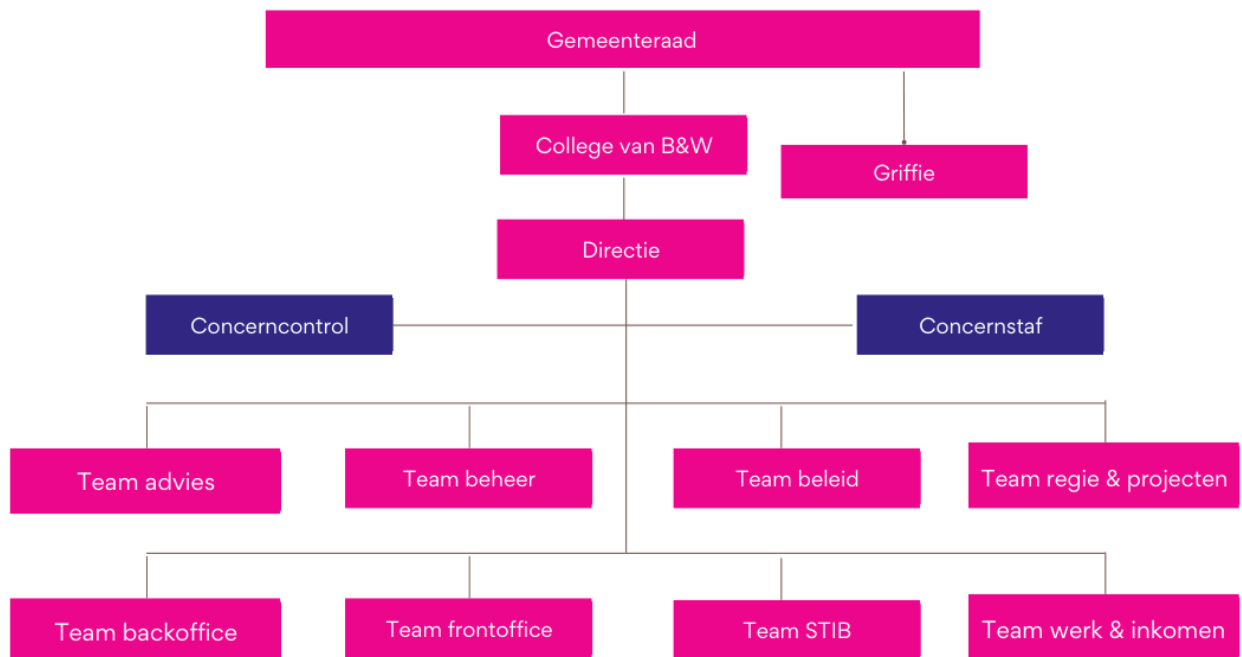 Gemeenteraad
College van B&W
Griffie
Directie
Concerncontrol
Concernstaf
Team advies
Team beheer
Team beleid
Team regie & projecten
Team backoffice
Team frontoffice
Team STIB
Team werk & inkomen